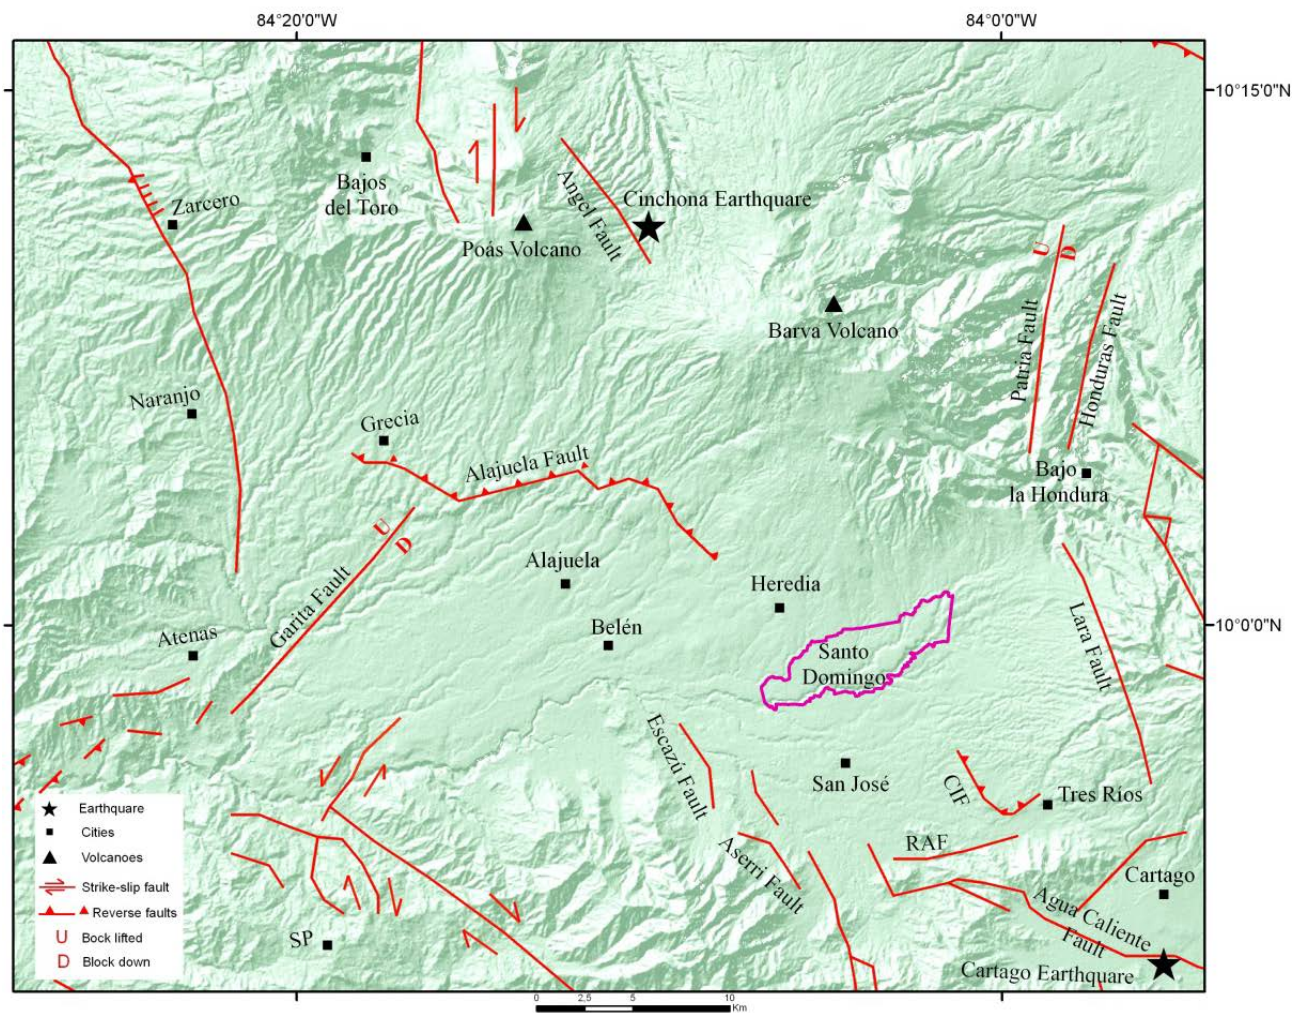 84°20'0"W
84°0'0"W
10°15'0"N
Bajos
del Toro
Zarcero
Angel Fault
Cinchona Earthquare
Poás Volcano
U
D
Barva Volcano
Patria Fault
Honduras Fault
Naranjo
Grecia
Alajuela Fault
Bajo
la Hondura
U
D
Alajuela
Heredia
Garita Fault
Belén
Atenas
10°0'0"N
Santo
Domingo
Lara Fault
Escazú Fault
San José
CIF
Tres Ríos
RAF
Aserri Fault
Cartago
Agua Caliente
Fault
SP
Cartago Earthquare
Earthquare
Cities
Volcanoes
Strike-slip fault
Reverse faults
U Bock lifted
D Block down
0 2.5 5 10
Km